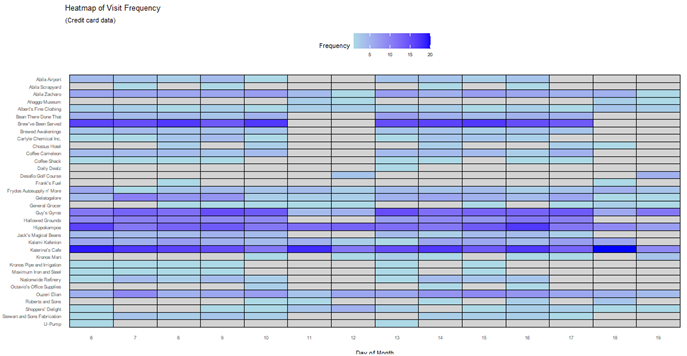 Heatmap of Visit Frequency
(Credit card data)
Frequency
5 10 15 20
Abila Airport
Abila Scrapyard
Abila Zacharo
Ahaggo Museum
Albert's Fine Clothing
Bean There Done That
Brew've Been Served
Brewed Awakenings
Carlyle Chemical Inc.
Chostus Hotel
Coffee Cameleon
Coffee Shack
Daily Dealz
Desafio Golf Course
Frank's Fuel
Frydos Autosupply n' More
Gelatogalore
General Grocer
Guy's Gyros
Hallowed Grounds
Hippokampos
Jack's Magical Beans
Kalami Kafenion
Katerina's Cafe
Kronos Mart
Kronos Pipe and Irrigation
Maximum Iron and Steel
Nationwide Refinery
Octavio's Office Supplies
Ouzeri Elian
Roberts and Sons
Shoppers' Delight
Stewart and Sons Fabrication
U-Pump
6 7 8 9 10 11 12 13 14 15 16 17 18 19
Day of Month